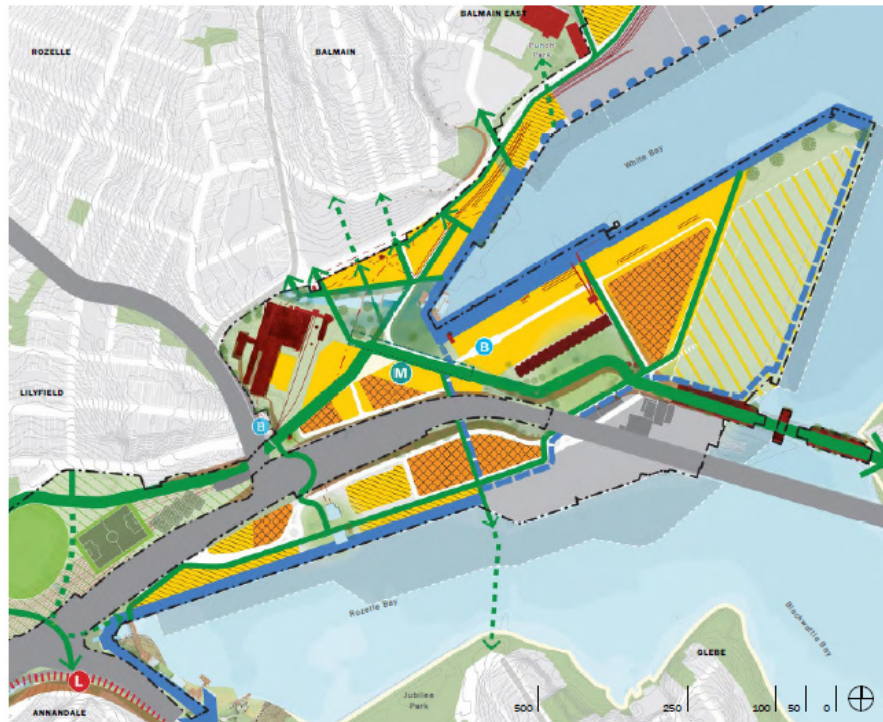 BALMAIN EAST
ROZELLE
BALMAIN
Punch
Park
White Bay
B
M
LILYFIELD
B
Rozelle Bay
Blackwattle Bay
GLEBE
L
Jubilee
Park
ANNANDALE
500
250
100
50
0